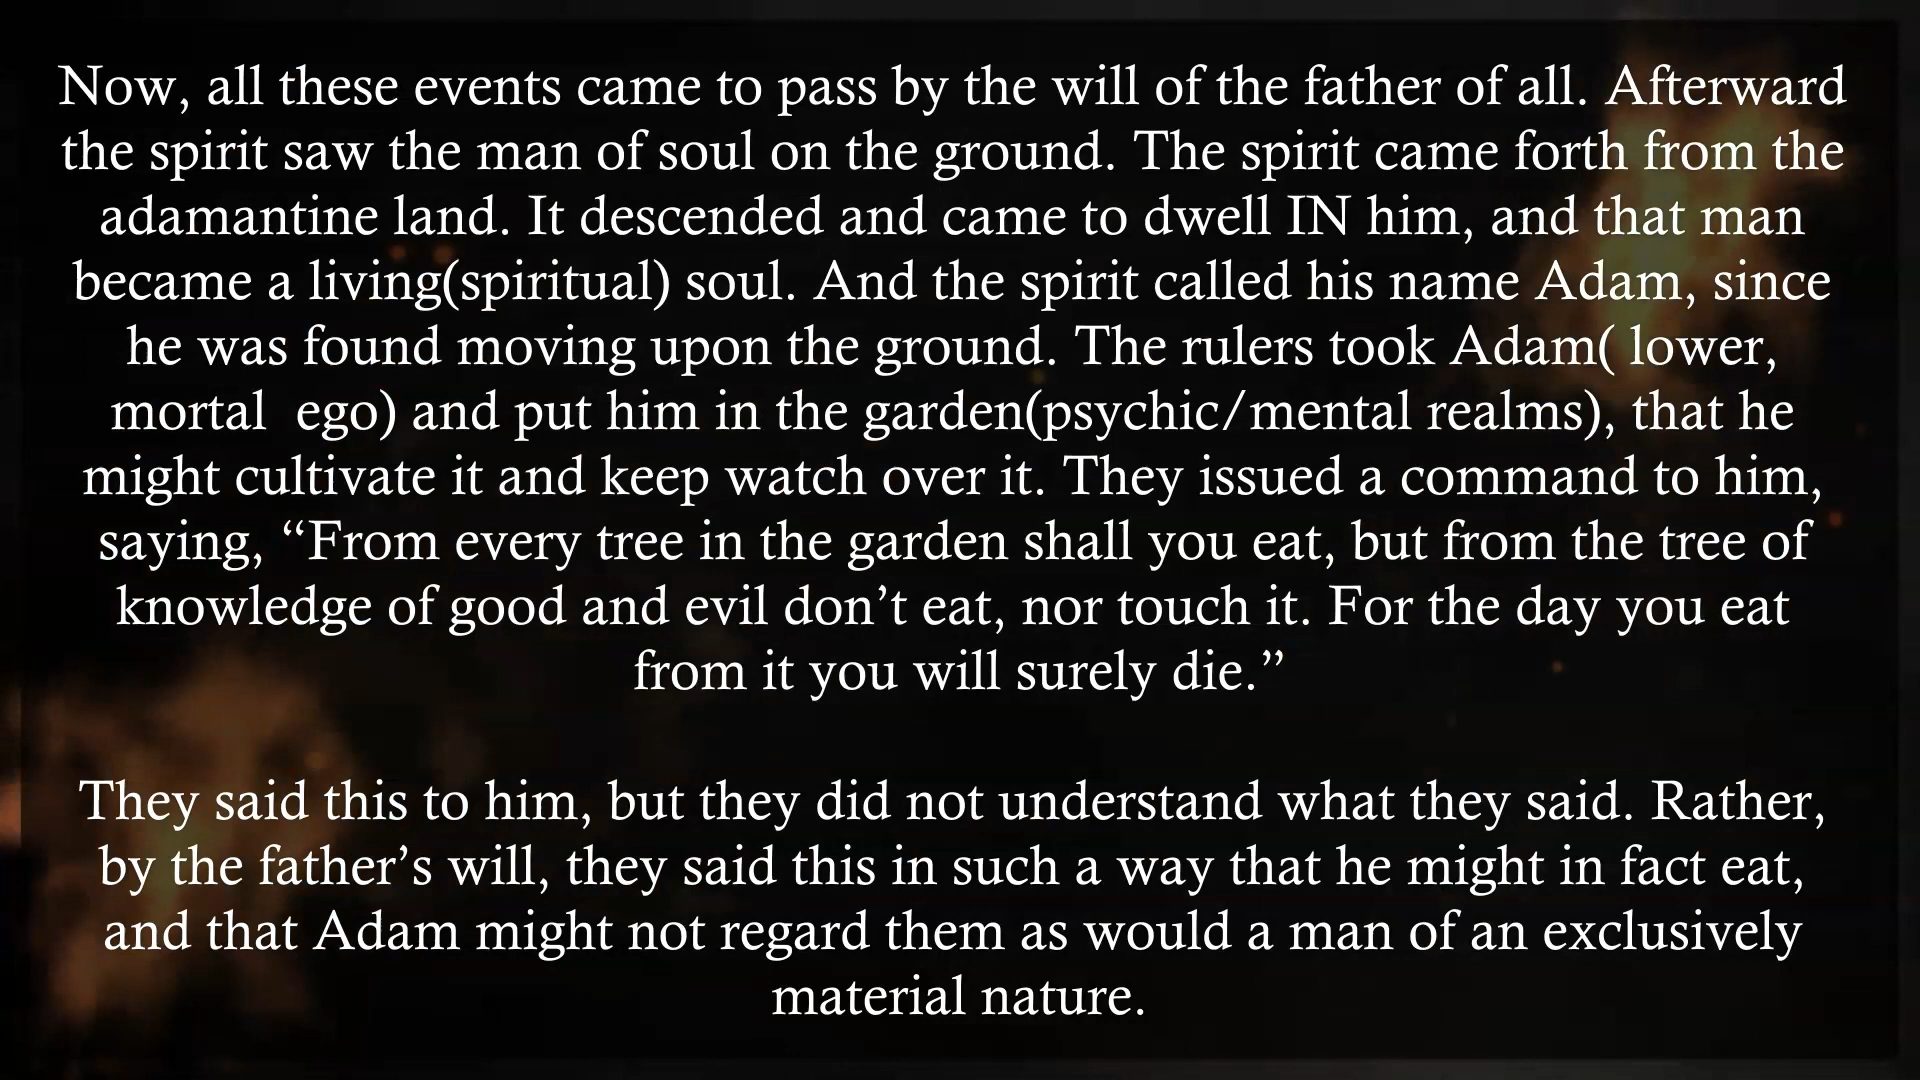 Now, all these events came to pass by the will of the father of all. Afterward
the spirit saw the man of soul on the ground. The spirit came forth from the
adamantine land. It descended and came to dwell IN him, and that man
became a living(spiritual) soul. And the spirit called his name Adam, since
he was found moving upon the ground. The rulers took Adam( lower,
mortal  ego) and put him in the garden(psychic/mental realms), that he
might cultivate it and keep watch over it. They issued a command to him,
saying, “From every tree in the garden shall you eat, but from the tree of
knowledge of good and evil don’t eat, nor touch it. For the day you eat
from it you will surely die.”
They said this to him, but they did not understand what they said. Rather,
by the father’s will, they said this in such a way that he might in fact eat,
and that Adam might not regard them as would a man of an exclusively
material nature.